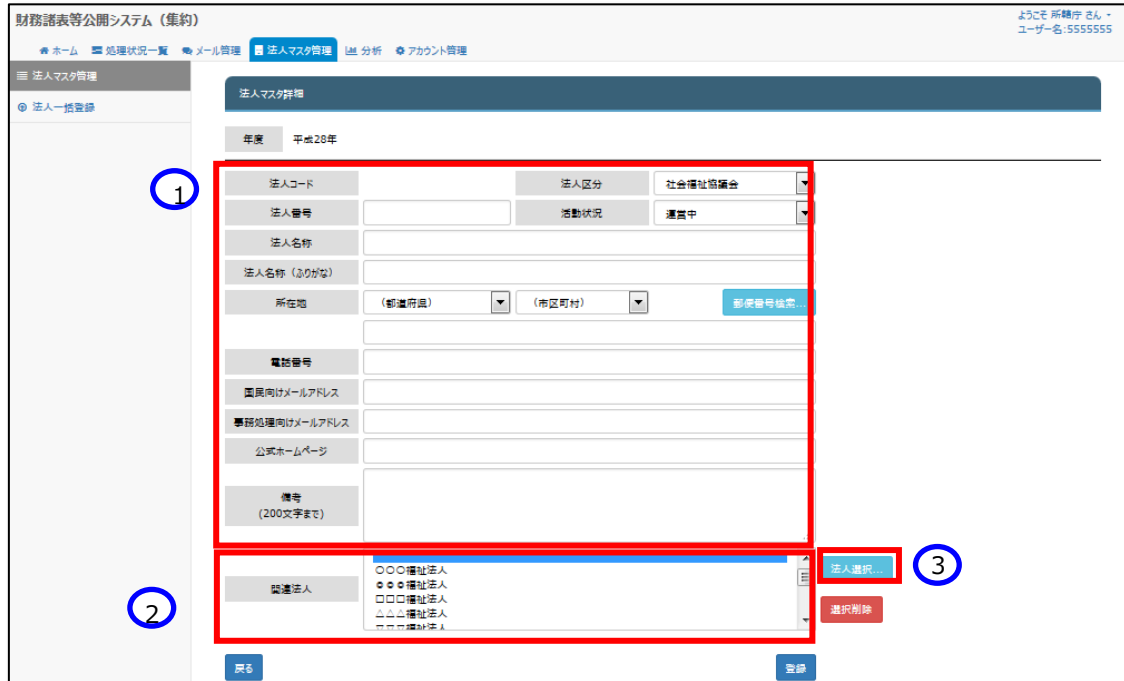 財務諸表等公開システム（集約）
ようこそ 所轄庁 さん
ユーザー名:5555555
ホーム 処理状況一覧 メール管理 法人マスタ管理 分析 アカウント管理
法人マスタ管理
法人一括登録
法人マスタ詳細
年度 平成28年
1
法人コード 法人区分 社会福祉協議会
法人番号 活動状況 運営中
法人名称
法人名称（ふりがな）
所在地 （都道府県） （市区町村） 郵便番号検索...
電話番号
国民向けメールアドレス
事務処理向けメールアドレス
公式ホームページ
備考
(200文字まで)
2
関連法人
○○○福祉法人
◎◎◎福祉法人
□□□福祉法人
△△△福祉法人
▽▽▽福祉法人
法人選択...
3
選択削除
戻る 登録